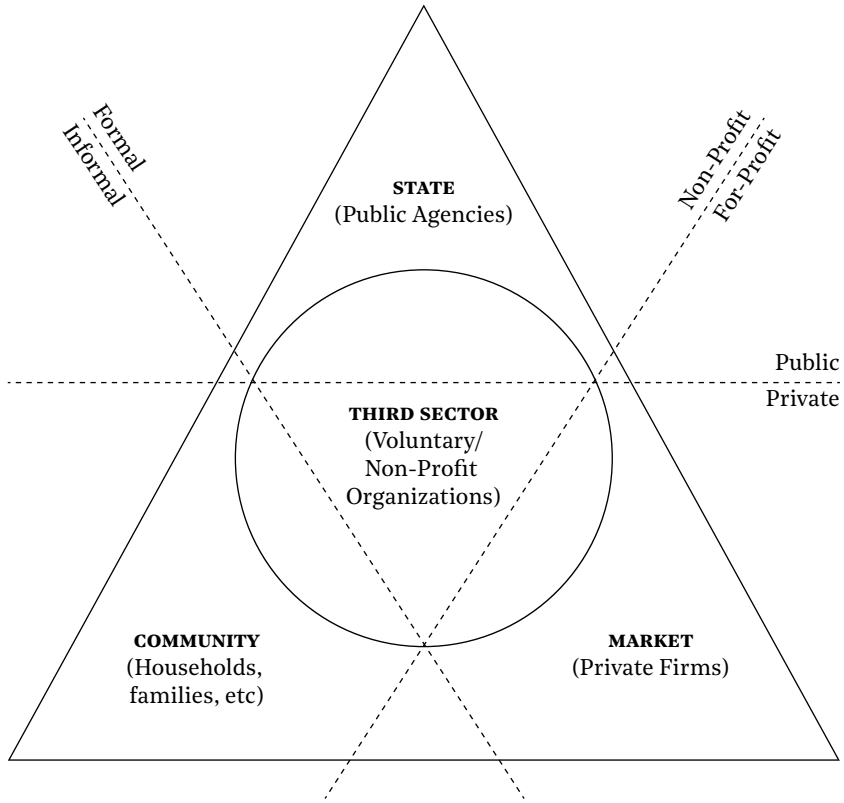 Formal
Informal
Non-Profit
For-Profit
STATE
(Public Agencies)
Public
Private
THIRD SECTOR
(Voluntary/
Non-Profit
Organizations)
COMMUNITY
(Households,
families, etc)
MARKET
(Private Firms)